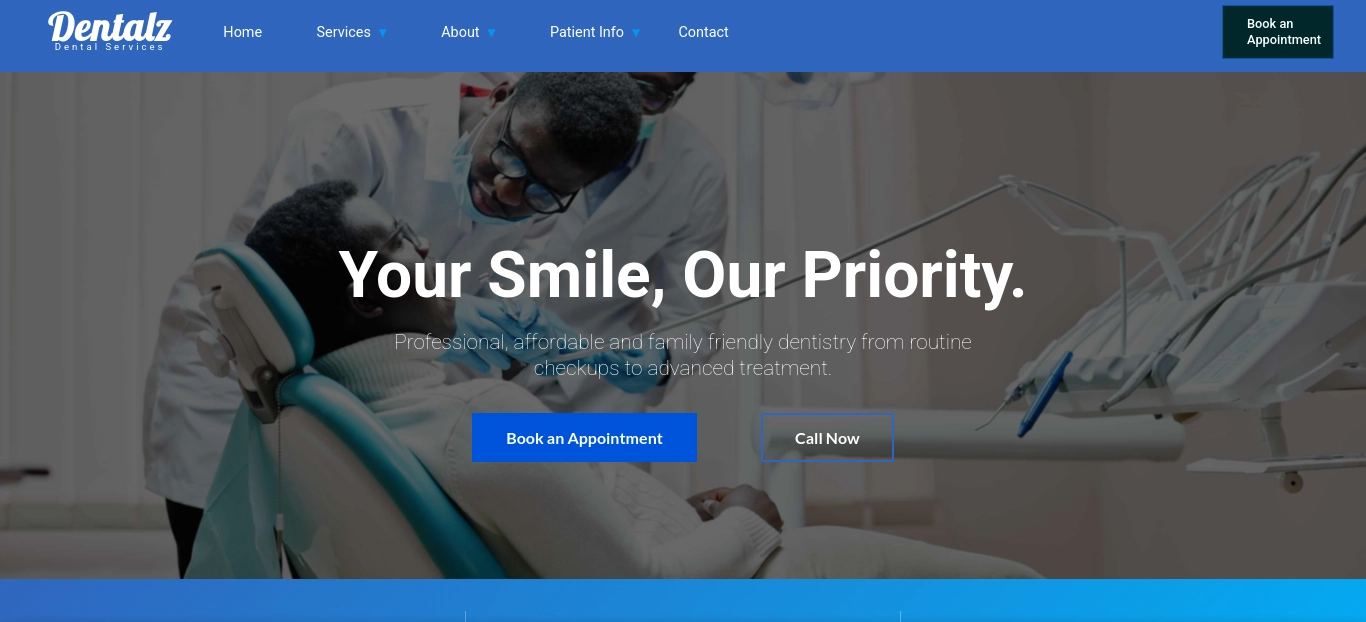 Dentalz
Dental Services
Home
Services
About
Patient Info
Contact
Book an
Appointment
Your Smile, Our Priority.
Professional, affordable and family friendly dentistry from routine
checkups to advanced treatment.
Book an Appointment
Call Now